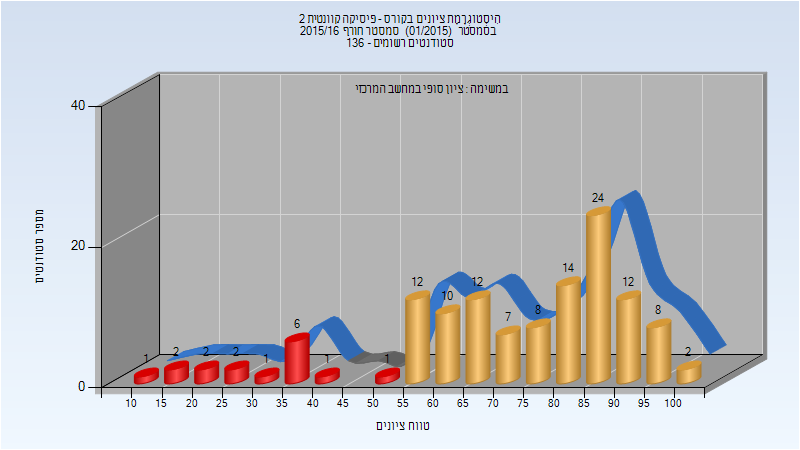 היסטוגרמת ציונים בקורס - פיסיקה קוונטית 2
בסמסטר (01/2015) סמסטר חורף 2015/16
סטודנטים רשומים - 136
במשימה : ציון סופי במחשב המרכזי
40
20
0
מספר סטודנטים
1 2 2 2 1 6 1 1 12 10 12 7 8 14 24 12 8 2
10 15 20 25 30 35 40 45 50 55 60 65 70 75 80 85 90 95 100
טווח ציונים